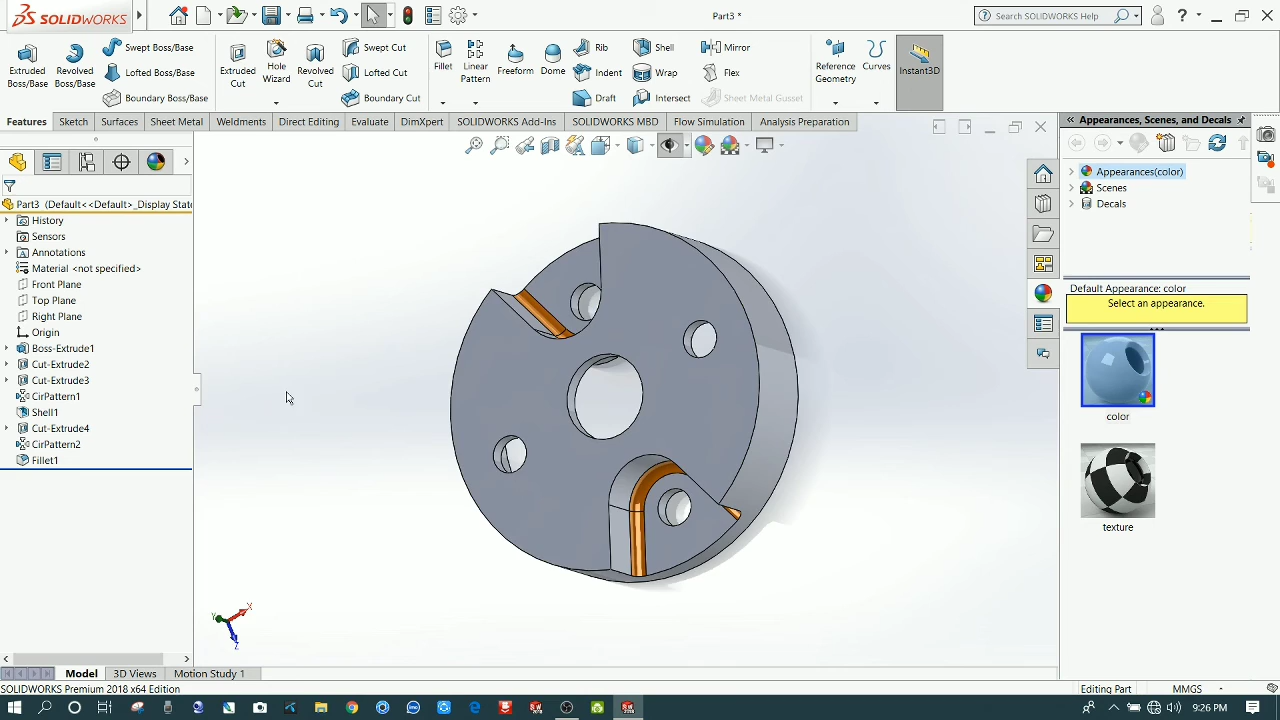 SOLIDWORKS
Part3 *
Search SOLIDWORKS Help
?
Extruded Boss/Base
Revolved Boss/Base
Swept Boss/Base
Lofted Boss/Base
Boundary Boss/Base
Extruded Cut
Hole Wizard
Revolved Cut
Swept Cut
Lofted Cut
Boundary Cut
Fillet
Linear Pattern
Freeform
Dome
Rib
Indent
Draft
Shell
Wrap
Intersect
Mirror
Flex
Sheet Metal Gusset
Reference Geometry
Curves
Instant3D
Features
Sketch
Surfaces
Sheet Metal
Weldments
Direct Editing
Evaluate
DimXpert
SOLIDWORKS Add-Ins
SOLIDWORKS MBD
Flow Simulation
Analysis Preparation
Part3 (Default<<Default>_Display State
History
Sensors
Annotations
Material <not specified>
Front Plane
Top Plane
Right Plane
Origin
Boss-Extrude1
Cut-Extrude2
Cut-Extrude3
CirPattern1
Shell1
Cut-Extrude4
CirPattern2
Fillet1
X
Y
Z
Appearances, Scenes, and Decals
Appearances(color)
Scenes
Decals
Default Appearance: color
Select an appearance.
color
texture
Model
3D Views
Motion Study 1
SOLIDWORKS Premium 2018 x64 Edition
Editing Part
MMGS
9:26 PM